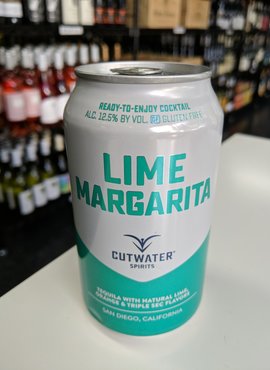 READY-TO-ENJOY COCKTAIL
ALC. 12.5% BY VOL. GF GLUTEN FREE
LIME
MARGARITA
CUTWATER
SPIRITS
TEQUILA WITH NATURAL LIME,
ORANGE & TRIPLE SEC FLAVORS
SAN DIEGO, CALIFORNIA